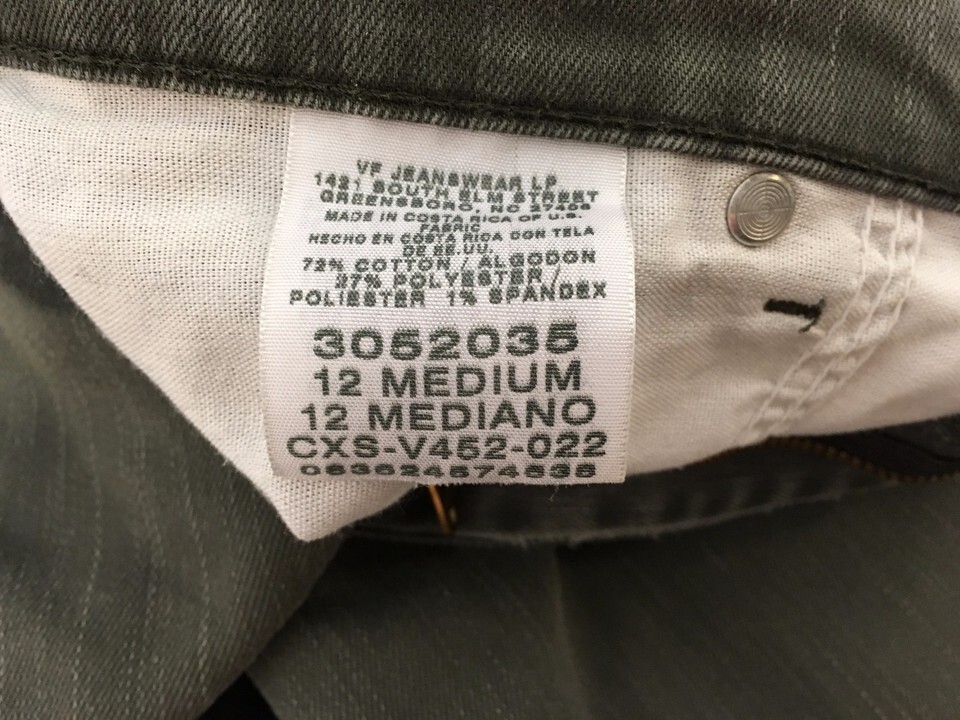 VF JEANSWEAR LP
1421 SOUTH ELM STREET
GREENSBORO, NC 27406
MADE IN COSTA RICA OF U.S.
FABRIC
HECHO EN COSTA RICA CON TELA
DE EE.UU.
72% COTTON / ALGODON
27% POLYESTER /
POLIESTER 1% SPANDEX
3052035
12 MEDIUM
12 MEDIANO
CXS-V452-022